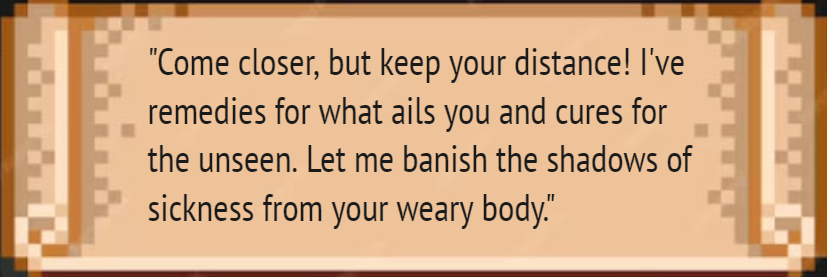 "Come closer, but keep your distance! I've
remedies for what ails you and cures for
the unseen. Let me banish the shadows of
sickness from your weary body."